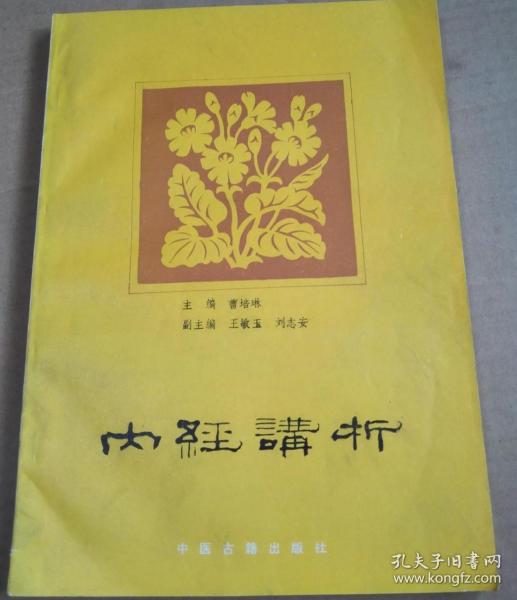 主 编 曹培琳
副主编 王敏玉 刘志安
内经講析
中医古籍出版社
孔夫子旧书网
www.kongfz.com